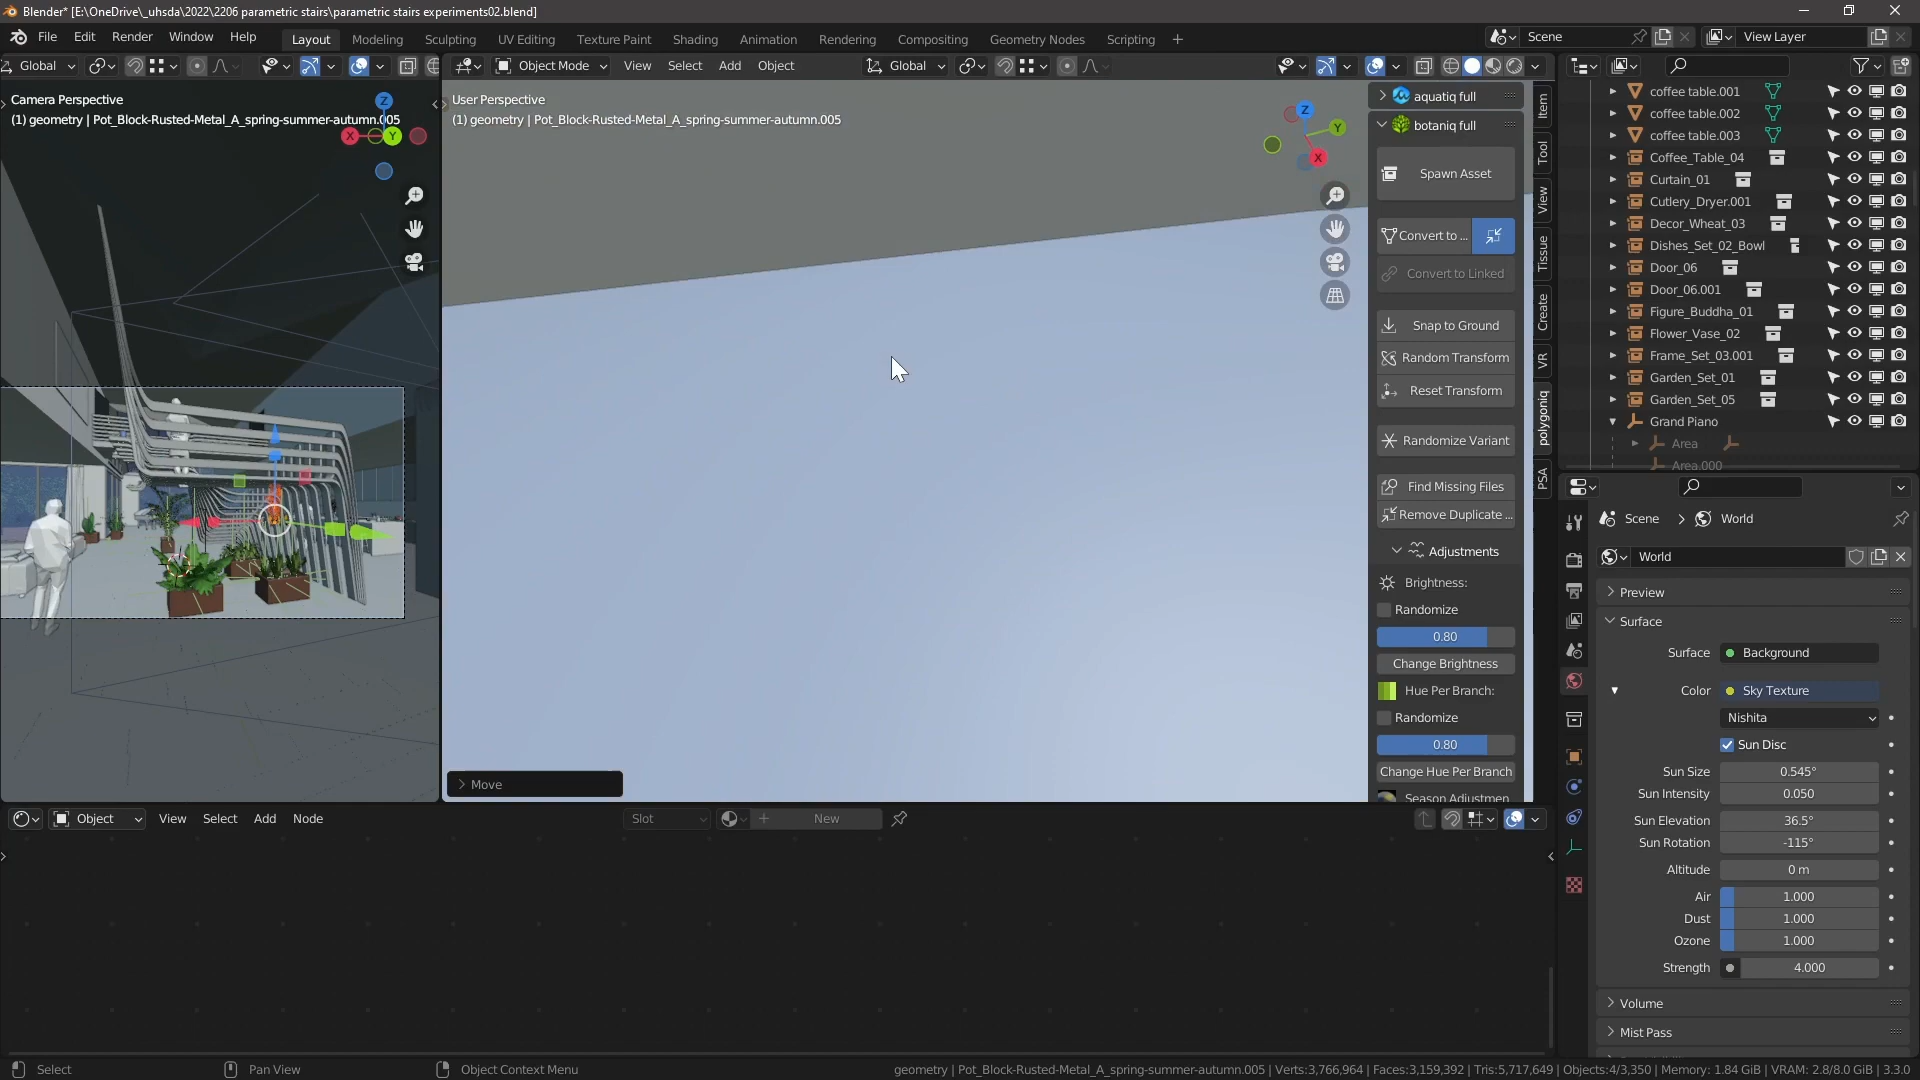 Blender* [E:\OneDrive\_uhsda\2022\2206 parametric stairs\parametric stairs experiments02.blend]
File Edit Render Window Help Layout Modeling Sculpting UV Editing Texture Paint Shading Animation Rendering Compositing Geometry Nodes Scripting + Scene View Layer
Global Object Mode View Select Add Object Global
Camera Perspective
(1) geometry | Pot_Block-Rusted-Metal_A_spring-summer-autumn.005
Z
X
Y
User Perspective
(1) geometry | Pot_Block-Rusted-Metal_A_spring-summer-autumn.005
Z
Y
X
aquatiq full
botaniq full
Spawn Asset
Convert to ...
Convert to Linked
Snap to Ground
Random Transform
Reset Transform
Randomize Variant
Find Missing Files
Remove Duplicate ...
Adjustments
Brightness:
Randomize
0.80
Change Brightness
Hue Per Branch:
Randomize
0.80
Change Hue Per Branch
Season Adjustmen
Item
Tool
View
Tissue
Create
VR
polygoniq
PSA
Move
coffee table.001
coffee table.002
coffee table.003
Coffee_Table_04
Curtain_01
Cutlery_Dryer.001
Decor_Wheat_03
Dishes_Set_02_Bowl
Door_06
Door_06.001
Figure_Buddha_01
Flower_Vase_02
Frame_Set_03.001
Garden_Set_01
Garden_Set_05
Grand Piano
Area
Area.000
Scene > World
World
Preview
Surface
Surface Background
Color Sky Texture
Nishita
Sun Disc
Sun Size 0.545°
Sun Intensity 0.050
Sun Elevation 36.5°
Sun Rotation -115°
Altitude 0 m
Air 1.000
Dust 1.000
Ozone 1.000
Strength 4.000
Volume
Mist Pass
Object View Select Add Node Slot New
Select Pan View Object Context Menu geometry | Pot_Block-Rusted-Metal_A_spring-summer-autumn.005 | Verts:3,766,964 | Faces:3,159,392 | Tris:5,717,649 | Objects:4/3,350 | Memory: 1.84 GiB | VRAM: 2.8/8.0 GiB | 3.3.0